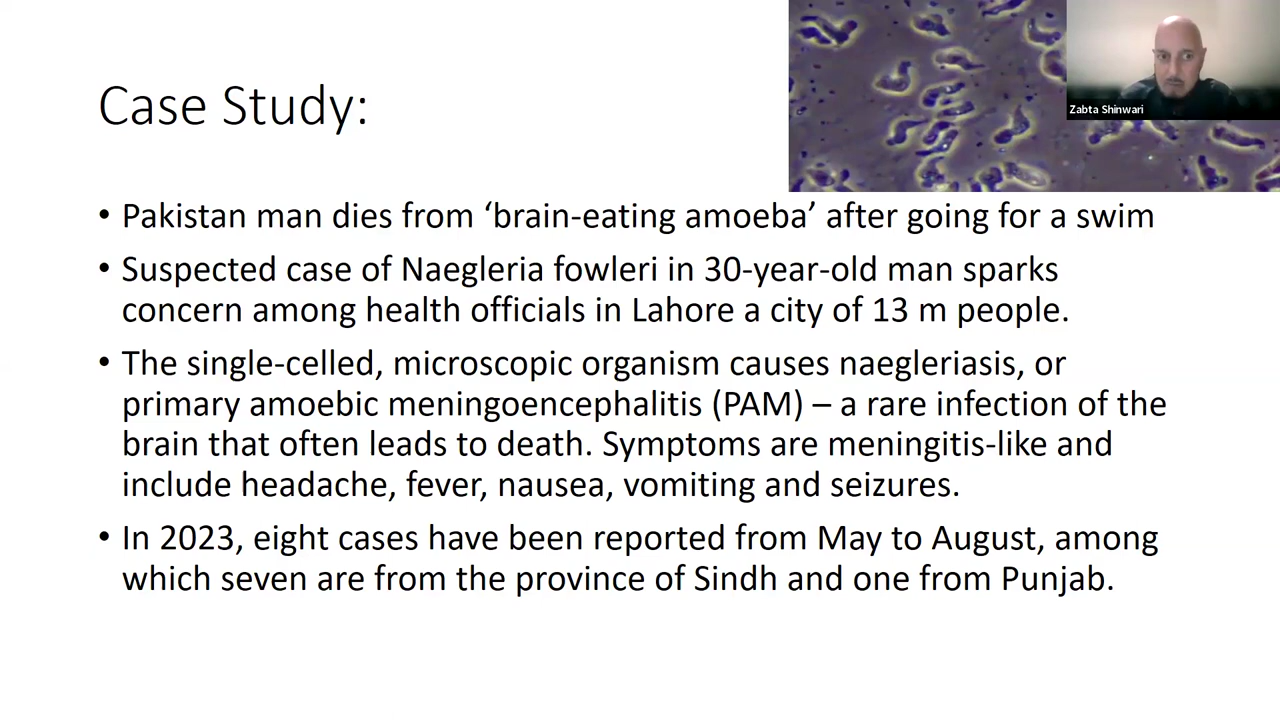 Zabta Shinwari
Case Study:
• Pakistan man dies from ‘brain-eating amoeba’ after going for a swim
• Suspected case of Naegleria fowleri in 30-year-old man sparks
concern among health officials in Lahore a city of 13 m people.
• The single-celled, microscopic organism causes naegleriasis, or
primary amoebic meningoencephalitis (PAM) – a rare infection of the
brain that often leads to death. Symptoms are meningitis-like and
include headache, fever, nausea, vomiting and seizures.
• In 2023, eight cases have been reported from May to August, among
which seven are from the province of Sindh and one from Punjab.